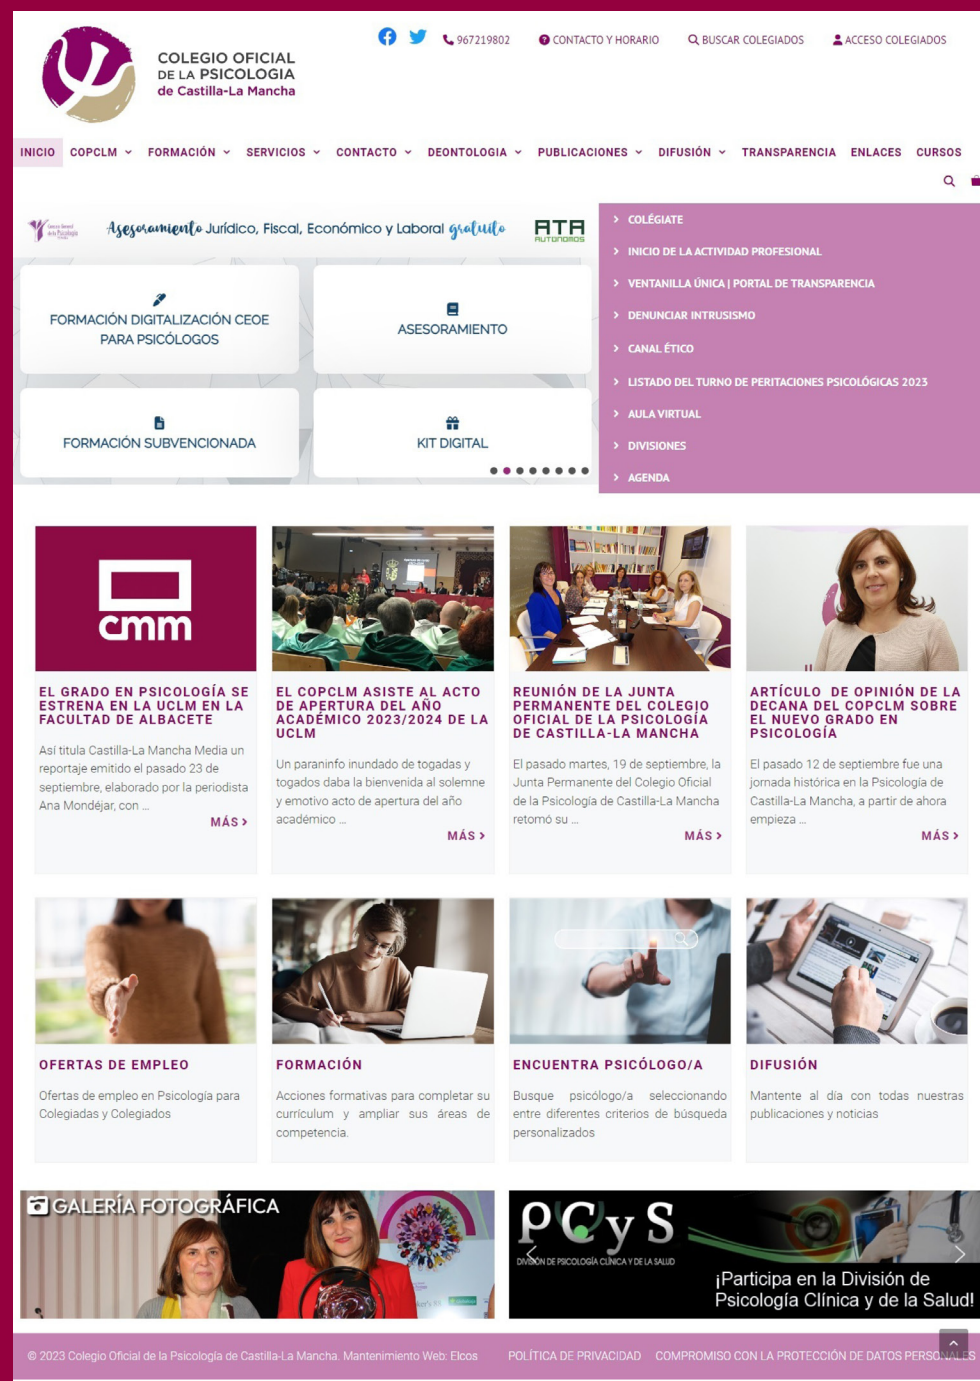 COLEGIO OFICIAL
DE LA PSICOLOGIA
de Castilla-La Mancha
967219802
CONTACTO Y HORARIO
BUSCAR COLEGIADOS
ACCESO COLEGIADOS
INICIO
COPCLM
FORMACIÓN
SERVICIOS
CONTACTO
DEONTOLOGIA
PUBLICACIONES
DIFUSIÓN
TRANSPARENCIA
ENLACES
CURSOS
Asesoramiento Jurídico, Fiscal, Económico y Laboral gratuito
ATA
AUTONOMOS
FORMACIÓN DIGITALIZACIÓN CEOE
PARA PSICÓLOGOS
ASESORAMIENTO
FORMACIÓN SUBVENCIONADA
KIT DIGITAL
COLÉGIATE
INICIO DE LA ACTIVIDAD PROFESIONAL
VENTANILLA ÚNICA | PORTAL DE TRANSPARENCIA
DENUNCIAR INTRUSISMO
CANAL ÉTICO
LISTADO DEL TURNO DE PERITACIONES PSICOLÓGICAS 2023
AULA VIRTUAL
DIVISIONES
AGENDA
cmm
EL GRADO EN PSICOLOGÍA SE
ESTRENA EN LA UCLM EN LA
FACULTAD DE ALBACETE
Así titula Castilla-La Mancha Media un
reportaje emitido el pasado 23 de
septiembre, elaborado por la periodista
Ana Mondéjar, con ...
MÁS
EL COPCLM ASISTE AL ACTO
DE APERTURA DEL AÑO
ACADÉMICO 2023/2024 DE LA
UCLM
Un paraninfo inundado de togadas y
togados daba la bienvenida al solemne
y emotivo acto de apertura del año
académico ...
MÁS
REUNIÓN DE LA JUNTA
PERMANENTE DEL COLEGIO
OFICIAL DE LA PSICOLOGÍA
DE CASTILLA-LA MANCHA
El pasado martes, 19 de septiembre, la
Junta Permanente del Colegio Oficial
de la Psicología de Castilla-La Mancha
retomó su ...
MÁS
ARTÍCULO DE OPINIÓN DE LA
DECANA DEL COPCLM SOBRE
EL NUEVO GRADO EN
PSICOLOGÍA
El pasado 12 de septiembre fue una
jornada histórica en la Psicología de
Castilla-La Mancha, a partir de ahora
empieza ...
MÁS
OFERTAS DE EMPLEO
Ofertas de empleo en Psicología para
Colegiadas y Colegiados
FORMACIÓN
Acciones formativas para completar su
currículum y ampliar sus áreas de
competencia.
ENCUENTRA PSICÓLOGO/A
Busque psicólogo/a seleccionando
entre diferentes criterios de búsqueda
personalizados
DIFUSIÓN
Mantente al día con todas nuestras
publicaciones y noticias
GALERÍA FOTOGRÁFICA
PCyS
DIVISIÓN DE PSICOLOGÍA CLÍNICA Y DE LA SALUD
¡Participa en la División de
Psicología Clínica y de la Salud!
© 2023 Colegio Oficial de la Psicología de Castilla-La Mancha. Mantenimiento Web: Elcos
POLÍTICA DE PRIVACIDAD
COMPROMISO CON LA PROTECCIÓN DE DATOS PERSONALES